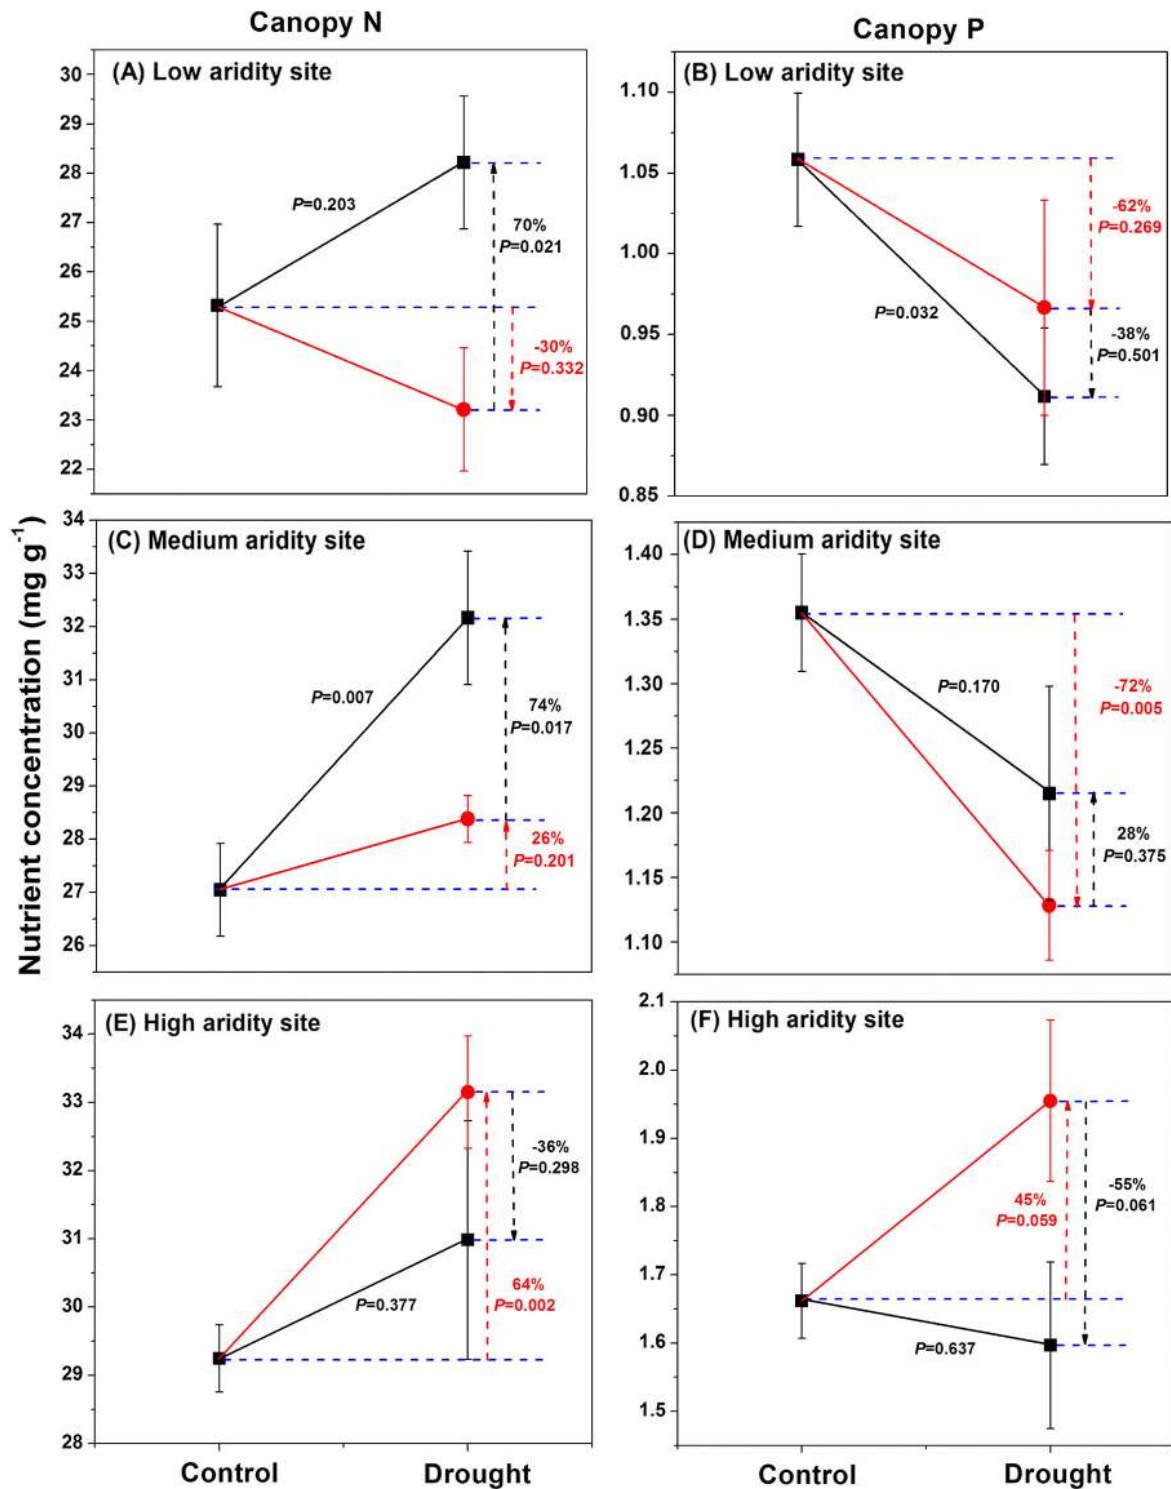 Canopy N
Canopy P
Nutrient concentration (mg g⁻¹)
(A) Low aridity site
30
29
28
27
26
25
24
23
22
P=0.203
70%
P=0.021
-30%
P=0.332
(B) Low aridity site
1.10
1.05
1.00
0.95
0.90
0.85
-62%
P=0.269
P=0.032
-38%
P=0.501
(C) Medium aridity site
34
33
32
31
30
29
28
27
26
P=0.007
74%
P=0.017
26%
P=0.201
(D) Medium aridity site
1.40
1.35
1.30
1.25
1.20
1.15
1.10
P=0.170
-72%
P=0.005
28%
P=0.375
(E) High aridity site
34
33
32
31
30
29
28
-36%
P=0.298
P=0.377
64%
P=0.002
Control
Drought
(F) High aridity site
2.1
2.0
1.9
1.8
1.7
1.6
1.5
45%
P=0.059
-55%
P=0.061
P=0.637
Control
Drought